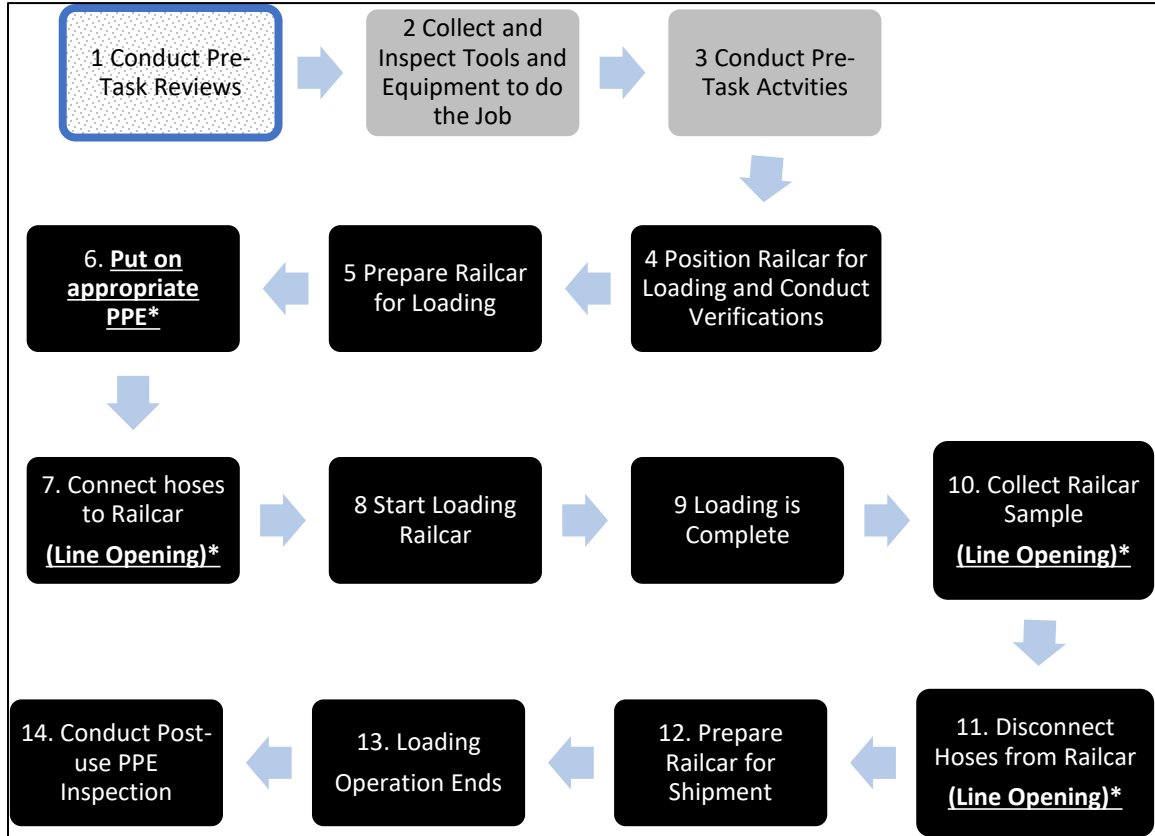 1 Conduct Pre-
Task Reviews
2 Collect and
Inspect Tools and
Equipment to do
the Job
3 Conduct Pre-
Task Actvities
4 Position Railcar for
Loading and Conduct
Verifications
5 Prepare Railcar
for Loading
6. Put on
appropriate
PPE*
7. Connect hoses
to Railcar
(Line Opening)*
8 Start Loading
Railcar
9 Loading is
Complete
10. Collect Railcar
Sample
(Line Opening)*
11. Disconnect
Hoses from Railcar
(Line Opening)*
12. Prepare
Railcar for
Shipment
13. Loading
Operation Ends
14. Conduct Post-
use PPE
Inspection